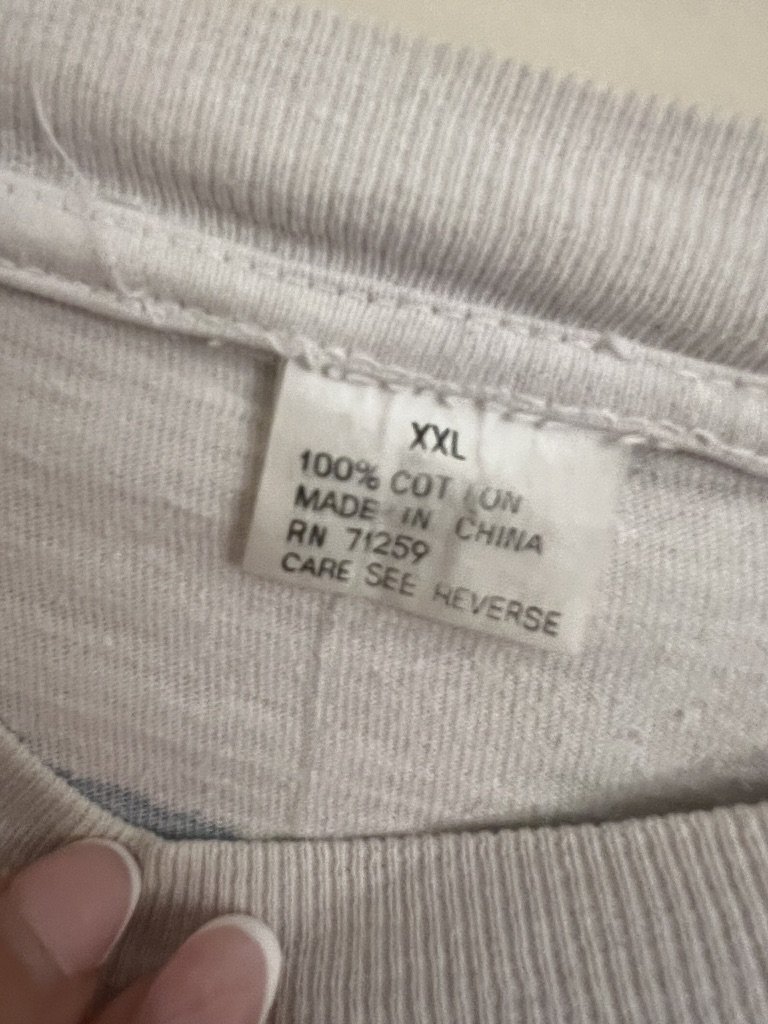 XXL
100% COTTON
MADE IN CHINA
RN 71259
CARE SEE REVERSE